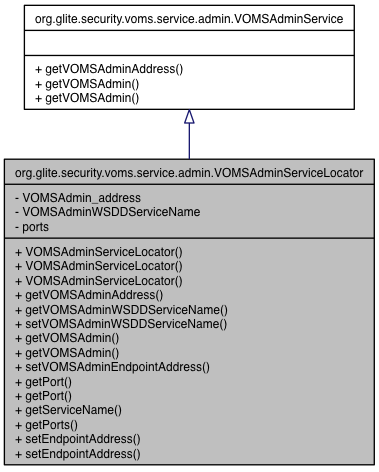 org.glite.security.voms.service.admin.VOMSAdminService
+ getVOMSAdminAddress()
+ getVOMSAdmin()
+ getVOMSAdmin()
org.glite.security.voms.service.admin.VOMSAdminServiceLocator
- VOMSAdmin_address
- VOMSAdminWSDDServiceName
- ports
+ VOMSAdminServiceLocator()
+ VOMSAdminServiceLocator()
+ VOMSAdminServiceLocator()
+ getVOMSAdminAddress()
+ getVOMSAdminWSDDServiceName()
+ setVOMSAdminWSDDServiceName()
+ getVOMSAdmin()
+ getVOMSAdmin()
+ setVOMSAdminEndpointAddress()
+ getPort()
+ getPort()
+ getServiceName()
+ getPorts()
+ setEndpointAddress()
+ setEndpointAddress()